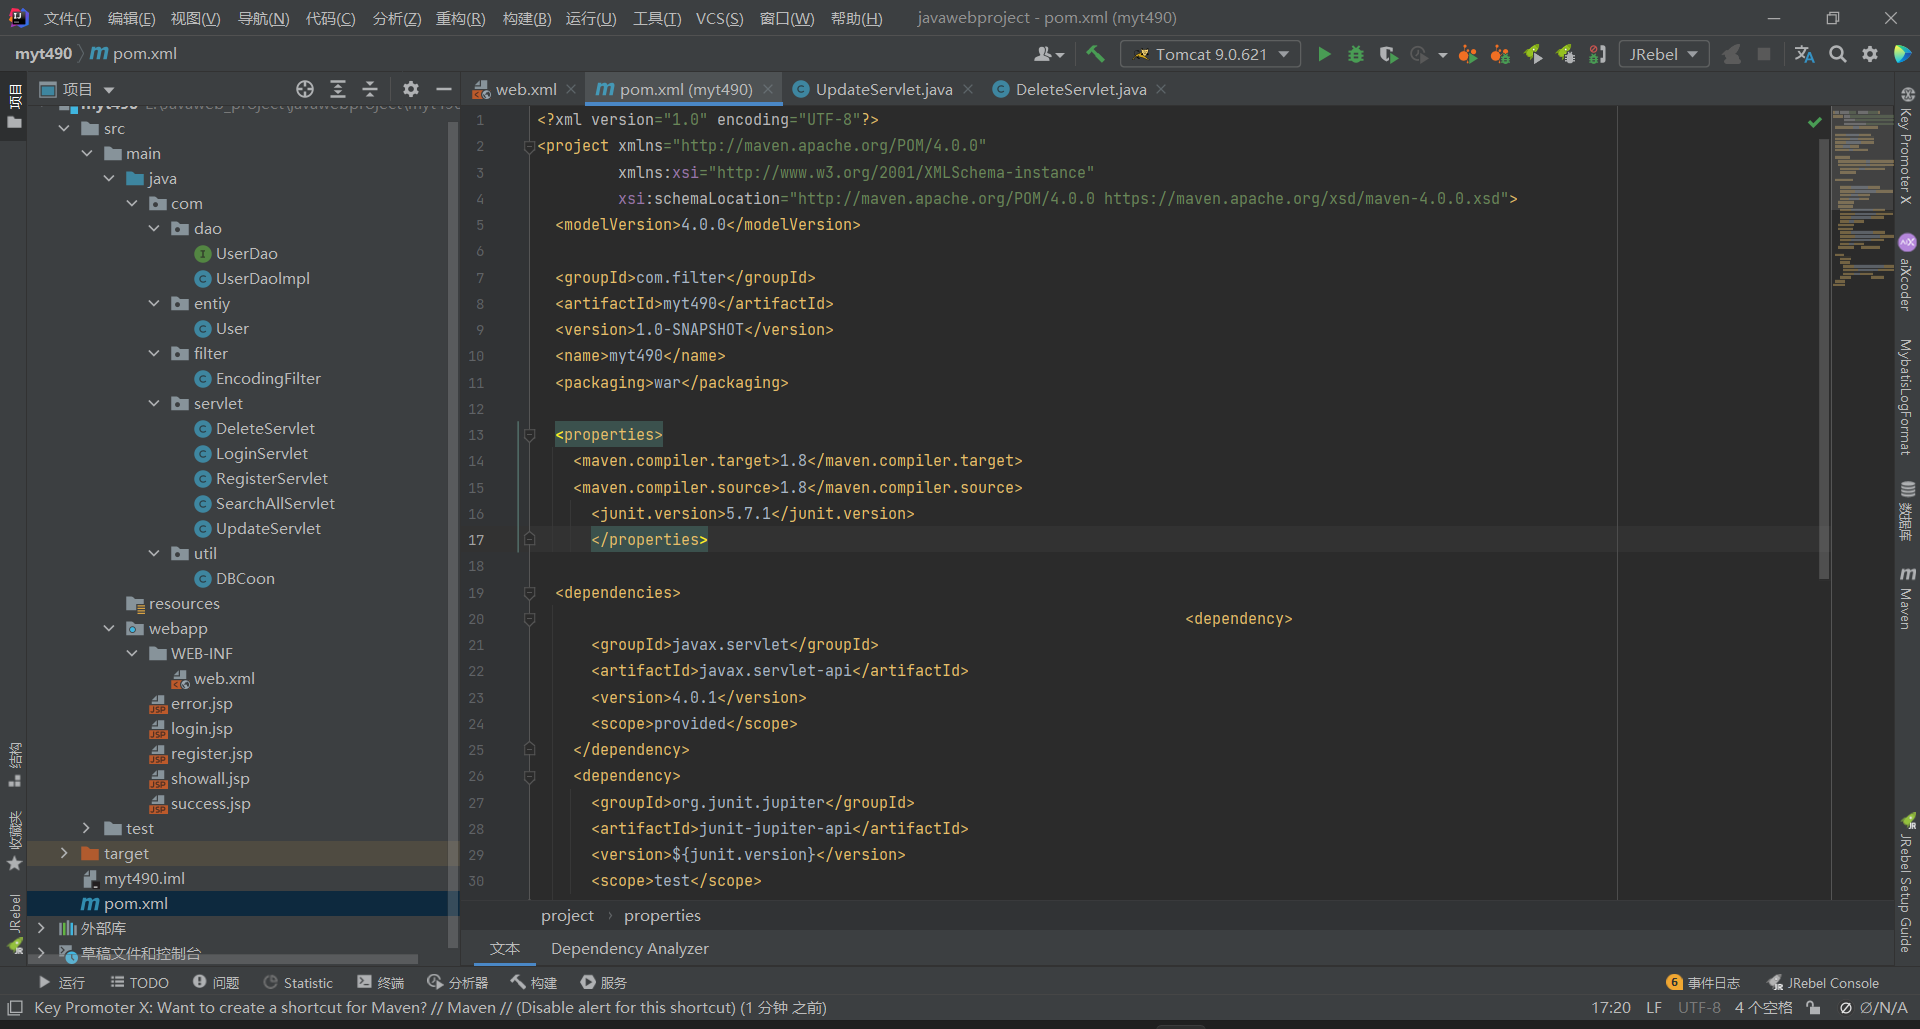 文件(F) 编辑(E) 视图(V) 导航(N) 代码(C) 分析(Z) 重构(R) 构建(B) 运行(U) 工具(T) VCS(S) 窗口(W) 帮助(H) javawebproject - pom.xml (myt490)
myt490 pom.xml Tomcat 9.0.621 JRebel
项目 web.xml pom.xml (myt490) UpdateServlet.java DeleteServlet.java
src
main
java
com
dao
UserDao
UserDaoImpl
entiy
User
filter
EncodingFilter
servlet
DeleteServlet
LoginServlet
RegisterServlet
SearchAllServlet
UpdateServlet
util
DBCoon
resources
webapp
WEB-INF
web.xml
error.jsp
login.jsp
register.jsp
showall.jsp
success.jsp
test
target
myt490.iml
pom.xml
外部库
草稿文件和控制台
1 <?xml version="1.0" encoding="UTF-8"?>
2 <project xmlns="http://maven.apache.org/POM/4.0.0"
3 xmlns:xsi="http://www.w3.org/2001/XMLSchema-instance"
4 xsi:schemaLocation="http://maven.apache.org/POM/4.0.0 https://maven.apache.org/xsd/maven-4.0.0.xsd">
5 <modelVersion>4.0.0</modelVersion>
6
7 <groupId>com.filter</groupId>
8 <artifactId>myt490</artifactId>
9 <version>1.0-SNAPSHOT</version>
10 <name>myt490</name>
11 <packaging>war</packaging>
12
13 <properties>
14 <maven.compiler.target>1.8</maven.compiler.target>
15 <maven.compiler.source>1.8</maven.compiler.source>
16 <junit.version>5.7.1</junit.version>
17 </properties>
18
19 <dependencies>
20 <dependency>
21 <groupId>javax.servlet</groupId>
22 <artifactId>javax.servlet-api</artifactId>
23 <version>4.0.1</version>
24 <scope>provided</scope>
25 </dependency>
26 <dependency>
27 <groupId>org.junit.jupiter</groupId>
28 <artifactId>junit-jupiter-api</artifactId>
29 <version>${junit.version}</version>
30 <scope>test</scope>
project › properties
文本 Dependency Analyzer
项目
结构
收藏夹
JRebel
Key Promoter X
aiXcoder
MybatisLogFormat
数据库
Maven
JRebel Setup Guide
运行 TODO 问题 Statistic 终端 分析器 构建 服务 6 事件日志 JRebel Console
Key Promoter X: Want to create a shortcut for Maven? // Maven // (Disable alert for this shortcut) (1 分钟 之前) 17:20 LF UTF-8 4 个空格 ∅/N/A